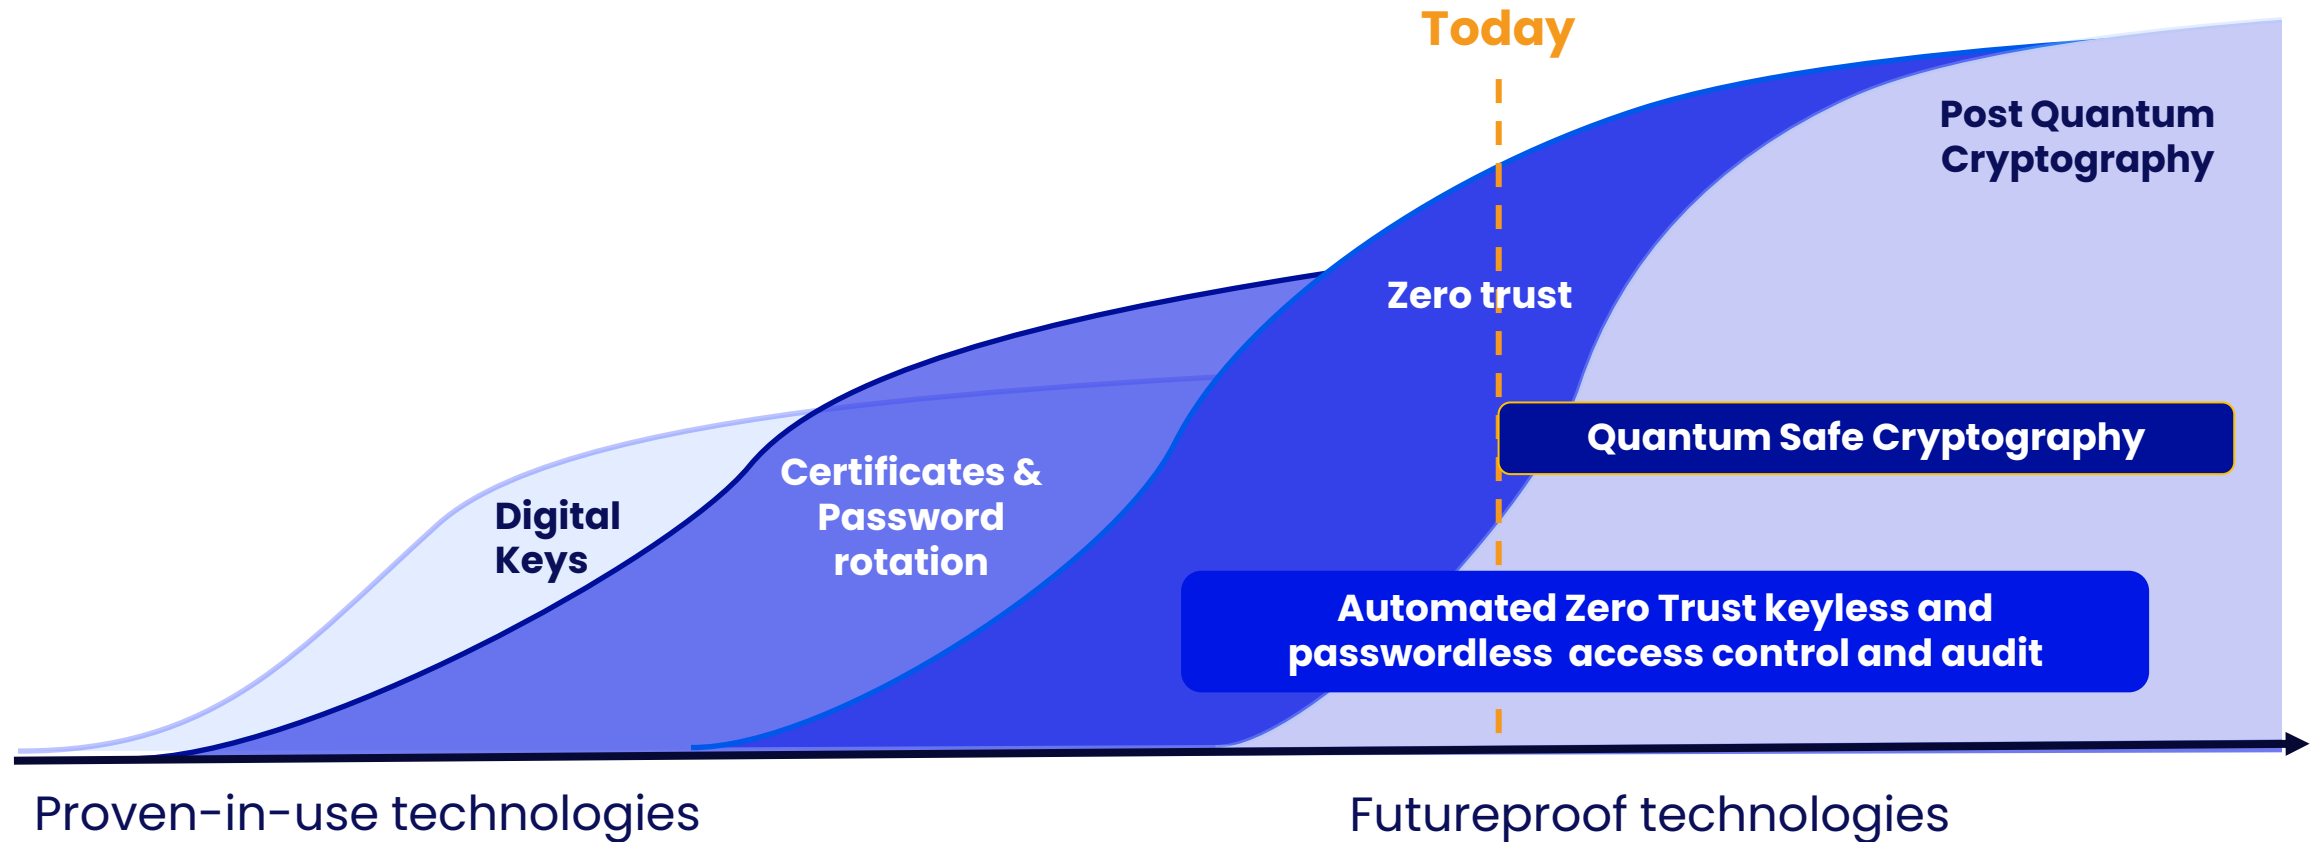 Today
Post Quantum
Cryptography
Zero trust
Quantum Safe Cryptography
Certificates &
Password
rotation
Digital
Keys
Automated Zero Trust keyless and
passwordless  access control and audit
Proven-in-use technologies
Futureproof technologies